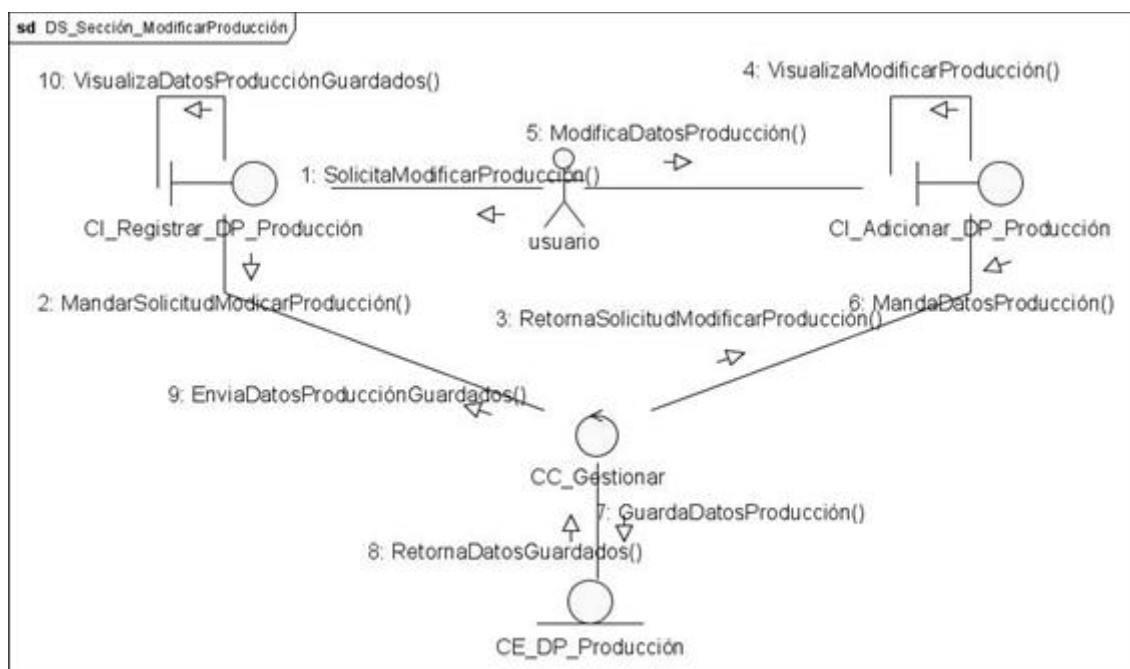 sd DS_Sección_ModificarProducción
10: VisualizaDatosProducciónGuardados()
4: VisualizaModificarProducción()
5: ModificaDatosProducción()
1: SolicitaModificarProducción()
CI_Registrar_DP_Producción
usuario
CI_Adicionar_DP_Producción
2: MandarSolicitudModicarProducción()
6: MandaDatosProducción()
3: RetornaSolicitudModificarProducción()
9: EnviaDatosProducciónGuardados()
CC_Gestionar
7: GuardaDatosProducción()
8: RetornaDatosGuardados()
CE_DP_Producción